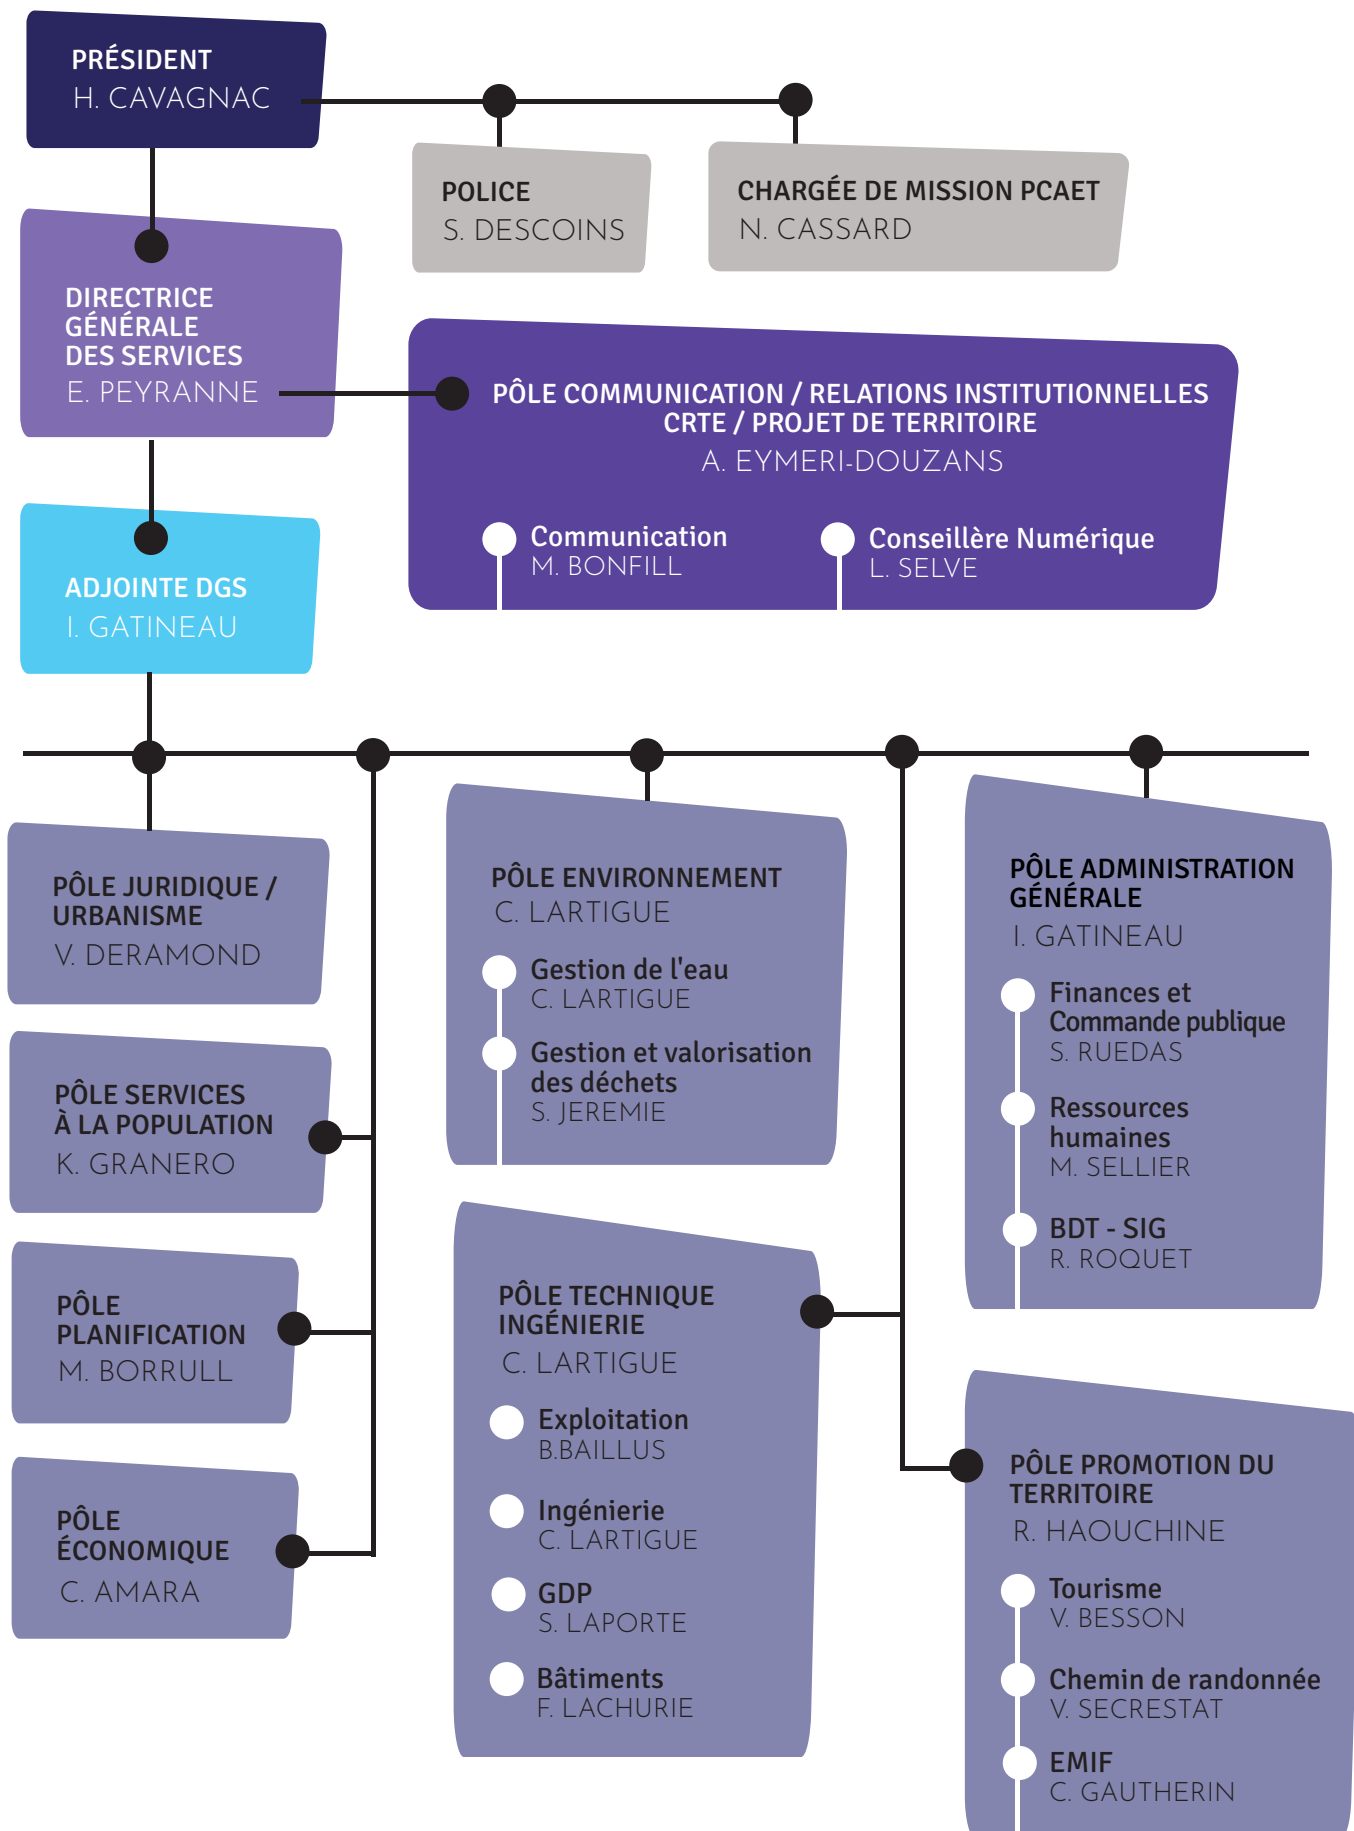 PRÉSIDENT
H. CAVAGNAC
POLICE
S. DESCOINS
CHARGÉE DE MISSION PCAET
N. CASSARD
DIRECTRICE
GÉNÉRALE
DES SERVICES
E. PEYRANNE
PÔLE COMMUNICATION / RELATIONS INSTITUTIONNELLES
CRTE / PROJET DE TERRITOIRE
A. EYMERI-DOUZANS
Communication
M. BONFILL
Conseillère Numérique
L. SELVE
ADJOINTE DGS
I. GATINEAU
PÔLE JURIDIQUE /
URBANISME
V. DERAMOND
PÔLE SERVICES
À LA POPULATION
K. GRANERO
PÔLE
PLANIFICATION
M. BORRULL
PÔLE
ÉCONOMIQUE
C. AMARA
PÔLE ENVIRONNEMENT
C. LARTIGUE
Gestion de l'eau
C. LARTIGUE
Gestion et valorisation
des déchets
S. JEREMIE
PÔLE TECHNIQUE
INGÉNIERIE
C. LARTIGUE
Exploitation
B.BAILLUS
Ingénierie
C. LARTIGUE
GDP
S. LAPORTE
Bâtiments
F. LACHURIE
PÔLE ADMINISTRATION
GÉNÉRALE
I. GATINEAU
Finances et
Commande publique
S. RUEDAS
Ressources
humaines
M. SELLIER
BDT - SIG
R. ROQUET
PÔLE PROMOTION DU
TERRITOIRE
R. HAOUCHINE
Tourisme
V. BESSON
Chemin de randonnée
V. SECRESTAT
EMIF
C. GAUTHERIN